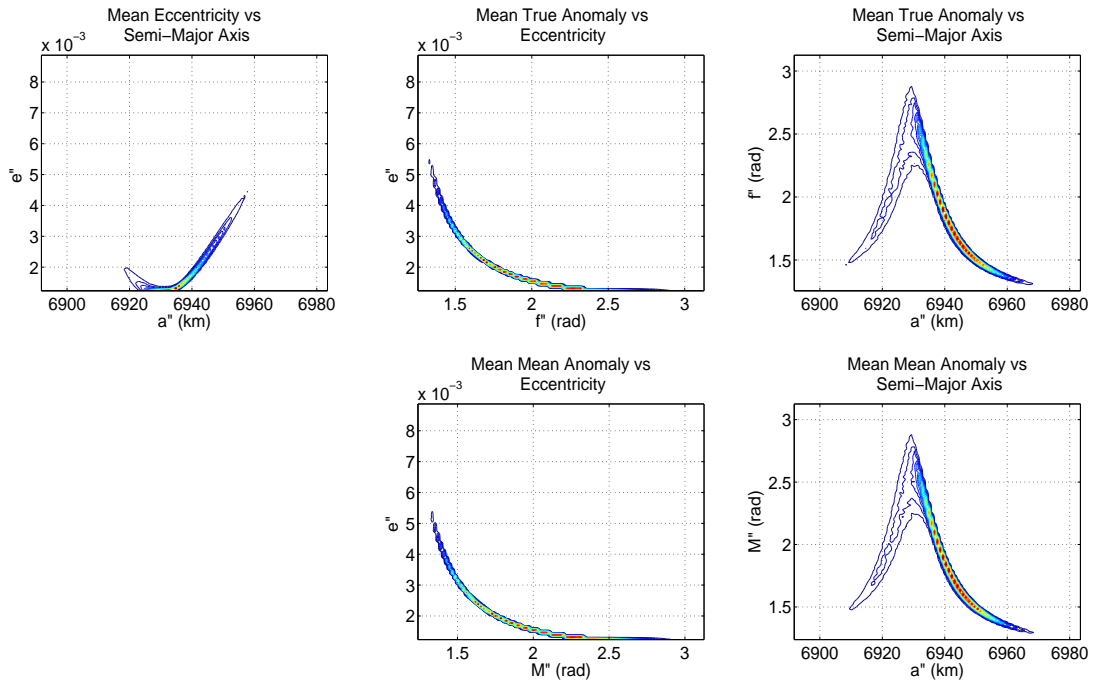 Mean Eccentricity vs
Semi−Major Axis
x 10−3
8
7
6
5
4
3
2
e"
6900 6920 6940 6960 6980
a" (km)
Mean True Anomaly vs
Eccentricity
x 10−3
8
7
6
5
4
3
2
e"
1.5 2 2.5 3
f" (rad)
Mean True Anomaly vs
Semi−Major Axis
3
2.5
2
1.5
f" (rad)
6900 6920 6940 6960 6980
a" (km)
Mean Mean Anomaly vs
Eccentricity
x 10−3
8
7
6
5
4
3
2
e"
1.5 2 2.5 3
M" (rad)
Mean Mean Anomaly vs
Semi−Major Axis
3
2.5
2
1.5
M" (rad)
6900 6920 6940 6960 6980
a" (km)